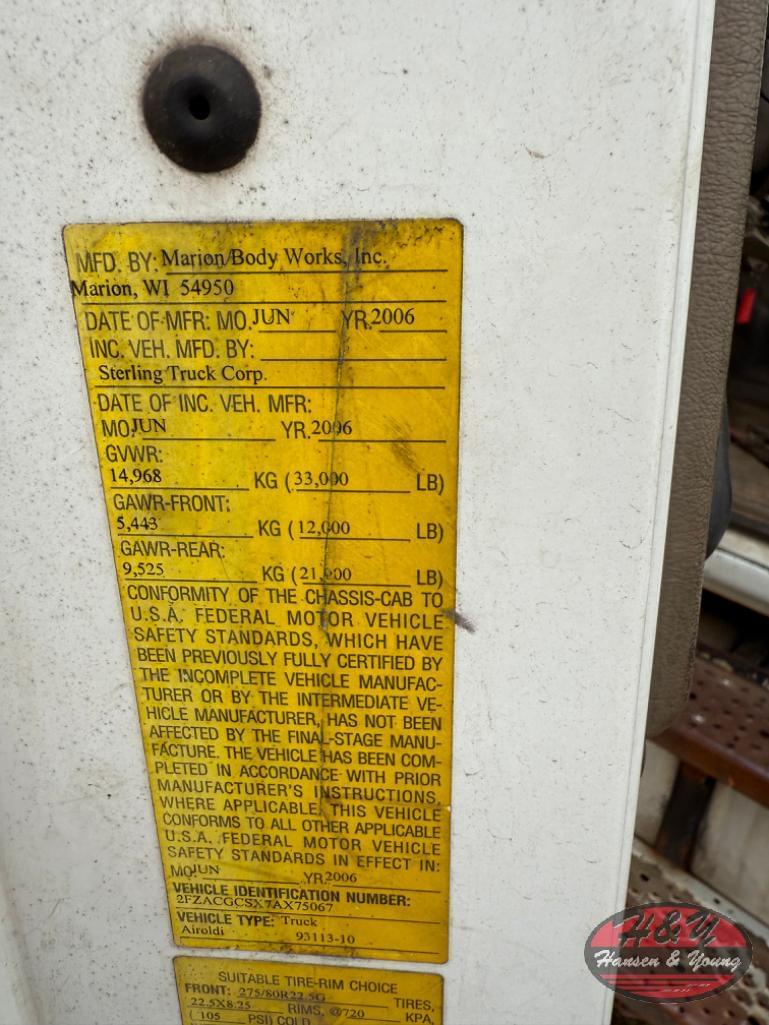 MFD. BY: Marion Body Works, Inc.
Marion, WI 54950
DATE OF MFR: MO. JUN YR. 2006
INC. VEH. MFD. BY:
Sterling Truck Corp.
DATE OF INC. VEH. MFR:
MO. JUN YR. 2006
GVWR:
14,968 KG (33,000 LB)
GAWR-FRONT:
5,443 KG (12,000 LB)
GAWR-REAR:
9,525 KG (21,000 LB)
CONFORMITY OF THE CHASSIS-CAB TO
U.S.A. FEDERAL MOTOR VEHICLE
SAFETY STANDARDS, WHICH HAVE
BEEN PREVIOUSLY FULLY CERTIFIED BY
THE INCOMPLETE VEHICLE MANUFAC-
TURER OR BY THE INTERMEDIATE VE-
HICLE MANUFACTURER, HAS NOT BEEN
AFFECTED BY THE FINAL-STAGE MANU-
FACTURE. THE VEHICLE HAS BEEN COM-
PLETED IN ACCORDANCE WITH PRIOR
MANUFACTURER'S INSTRUCTIONS,
WHERE APPLICABLE. THIS VEHICLE
CONFORMS TO ALL OTHER APPLICABLE
U.S.A. FEDERAL MOTOR VEHICLE
SAFETY STANDARDS IN EFFECT IN:
MO. JUN YR. 2006
VEHICLE IDENTIFICATION NUMBER:
2FZACGCSX7AX75067
VEHICLE TYPE: Truck
Airoldi 93113-10
SUITABLE TIRE-RIM CHOICE
FRONT: 275/80R22.5G TIRES,
22.5X8.25 RIMS, @720 KPA,
(105 PSI) COLD
H&Y
Hansen & Young